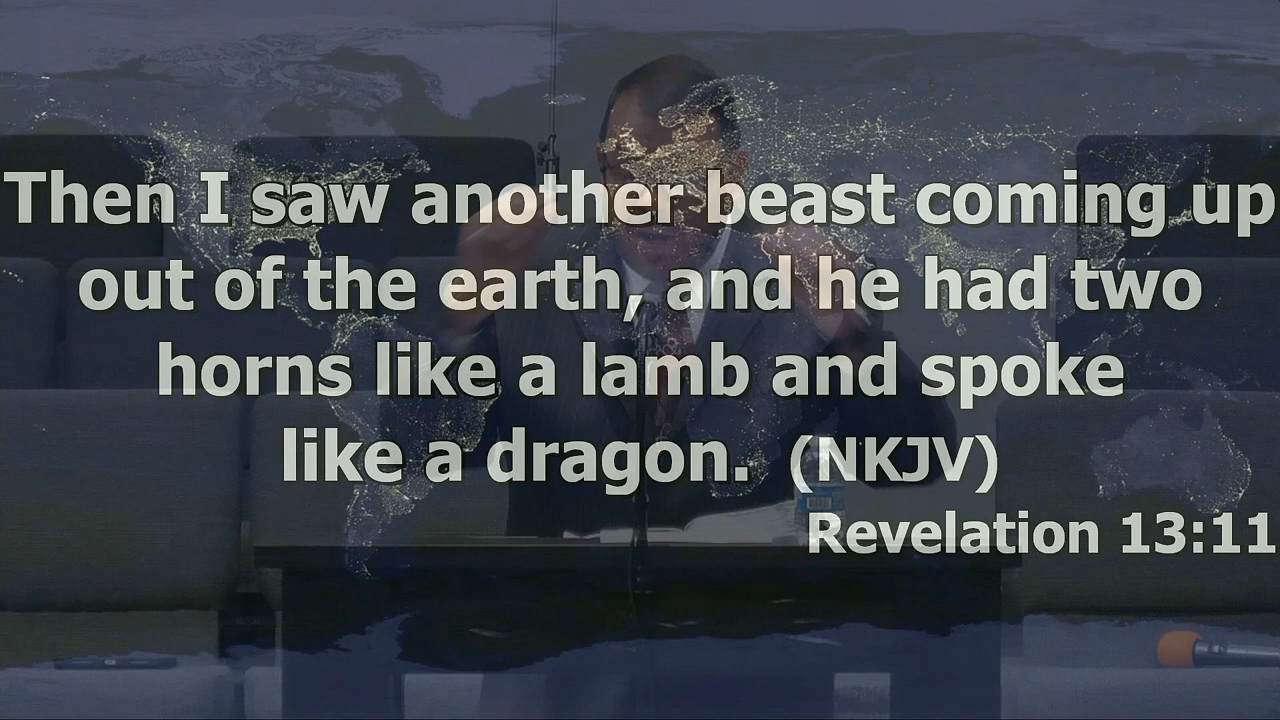 Then I saw another beast coming up
out of the earth, and he had two
horns like a lamb and spoke
like a dragon. (NKJV)
Revelation 13:11